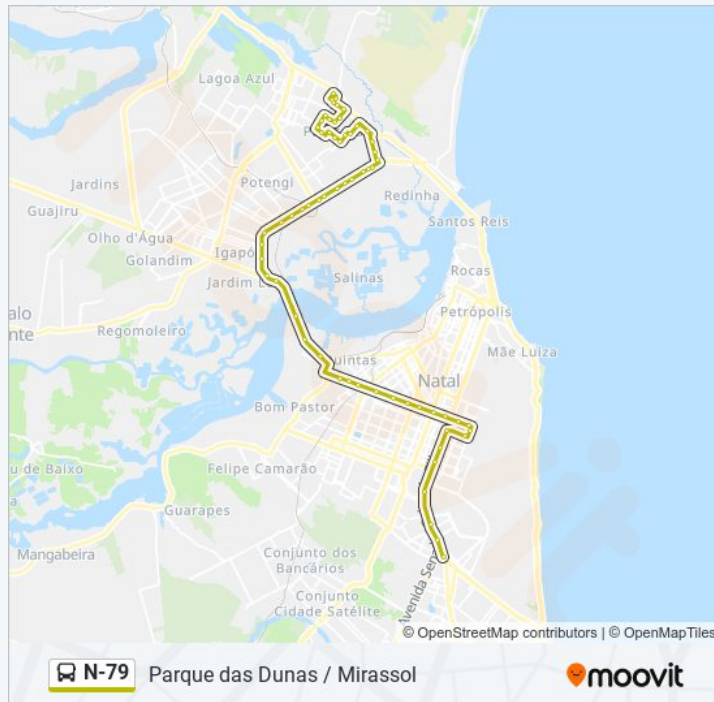 Lagoa Azul
Jardins
Potengi
Guajiru
Redinha
Santos Reis
Olho d'Água
Igapó
Golandim
Salinas
Rocas
Petrópolis
Regomoleiro
Mãe Luiza
Natal
Bom Pastor
Felipe Camarão
Guarapes
Mangabeira
Conjunto dos
Bancários
Conjunto
Cidade Satélite
© OpenStreetMap contributors | © OpenMapTiles
N-79 Parque das Dunas / Mirassol moovit